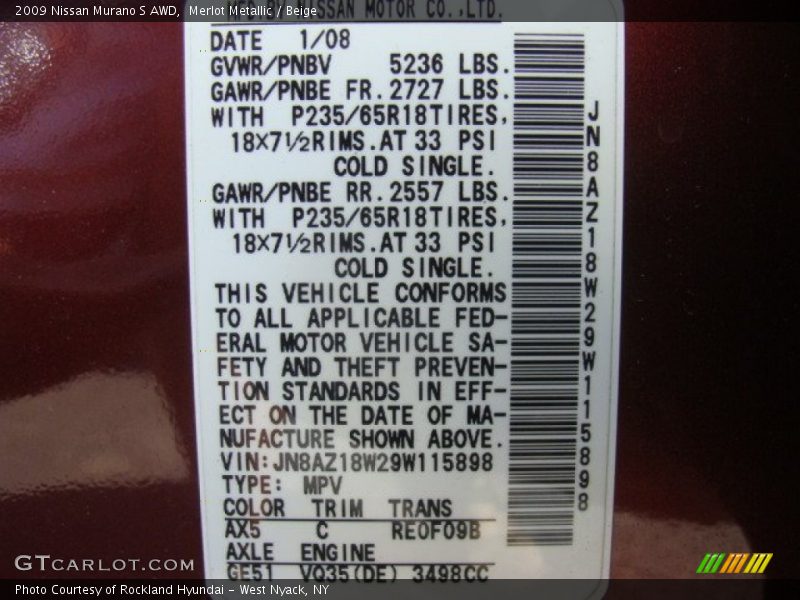 2009 Nissan Murano S AWD, Merlot Metallic / Beige
NISSAN MOTOR CO.,LTD.
DATE 1/08
GVWR/PNBV 5236 LBS.
GAWR/PNBE FR.2727 LBS.
WITH P235/65R18TIRES,
18×7½RIMS.AT 33 PSI
COLD SINGLE.
GAWR/PNBE RR.2557 LBS.
WITH P235/65R18TIRES,
18×7½RIMS.AT 33 PSI
COLD SINGLE.
THIS VEHICLE CONFORMS
TO ALL APPLICABLE FED-
ERAL MOTOR VEHICLE SA-
FETY AND THEFT PREVEN-
TION STANDARDS IN EFF-
ECT ON THE DATE OF MA-
NUFACTURE SHOWN ABOVE.
VIN:JN8AZ18W29W115898
TYPE: MPV
COLOR TRIM TRANS
AX5 C RE0F09B
AXLE ENGINE
GE51 VQ35(DE) 3498CC
JN8AZ18W29W115898
GTCARLOT.COM
Photo Courtesy of Rockland Hyundai - West Nyack, NY